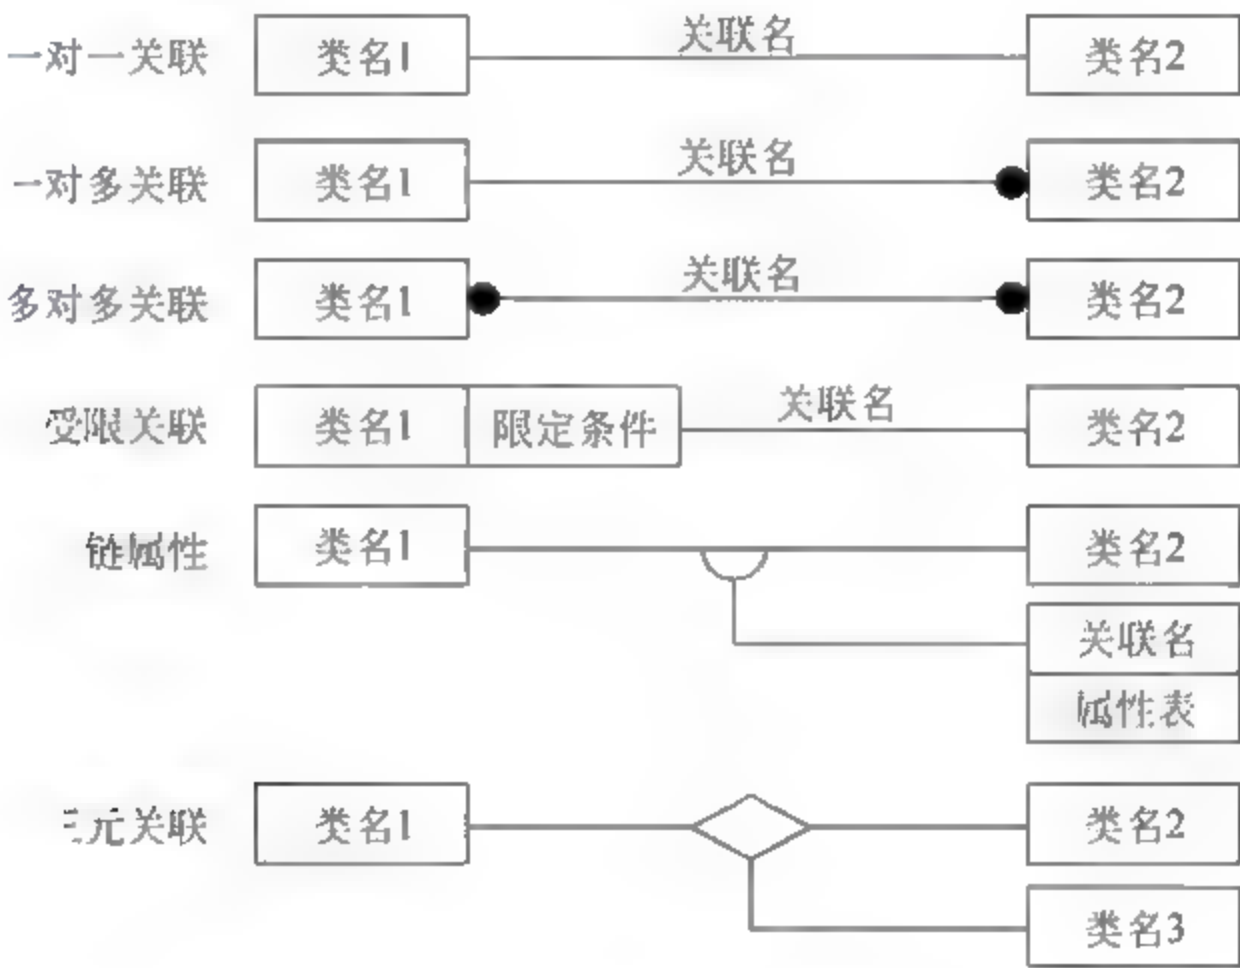 一对一关联 类名1 关联名 类名2
一对多关联 类名1 关联名 类名2
多对多关联 类名1 关联名 类名2
受限关联 类名1 限定条件 关联名 类名2
链属性 类名1 类名2
关联名
属性表
三元关联 类名1 类名2
类名3